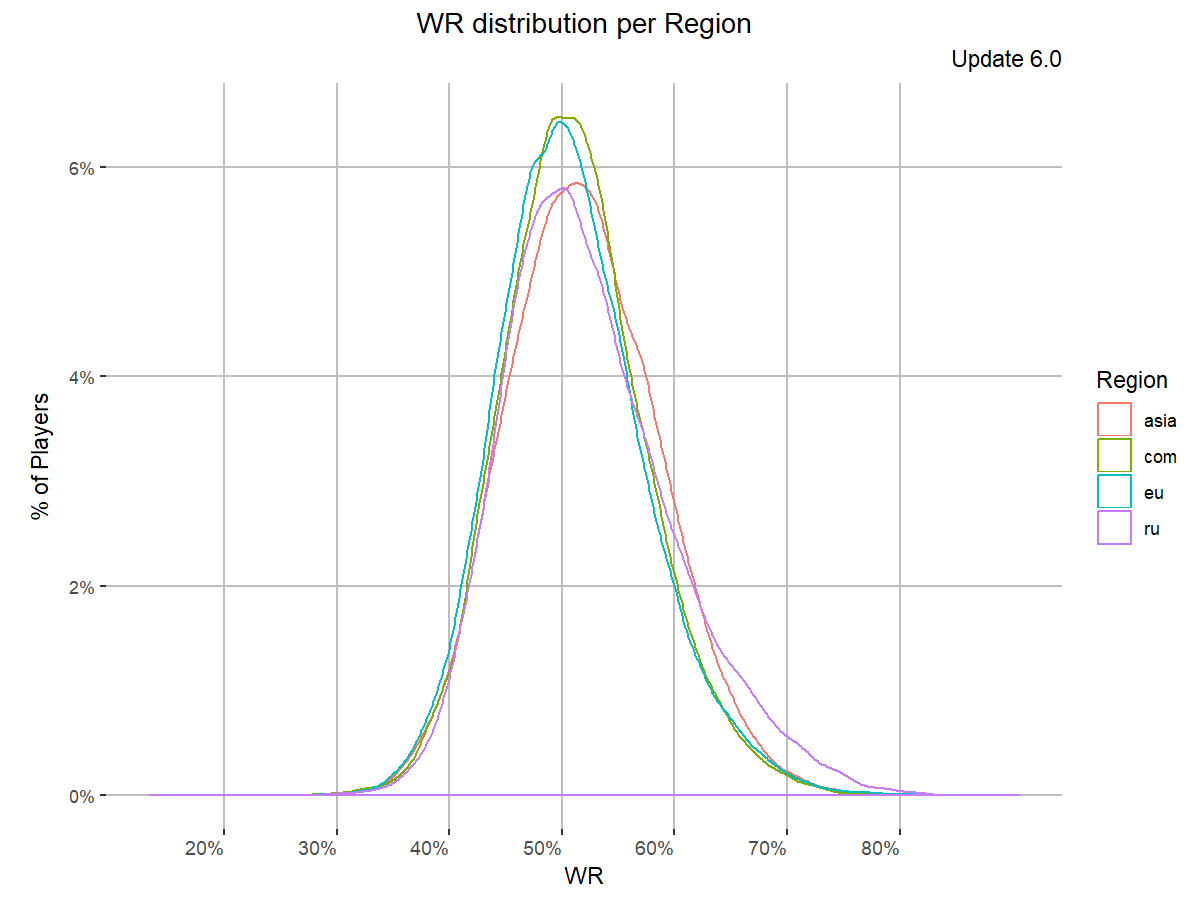 WR distribution per Region
Update 6.0
% of Players
6%
4%
2%
0%
20% 30% 40% 50% 60% 70% 80%
WR
Region
asia
com
eu
ru